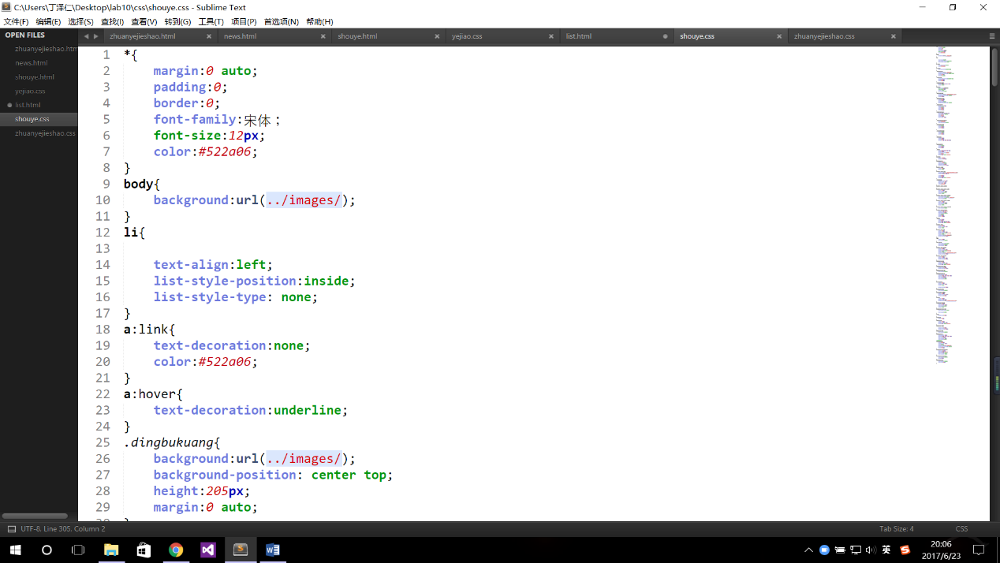 C:\Users\丁泽仁\Desktop\lab10\css\shouye.css - Sublime Text
文件(F) 编辑(E) 选择(S) 查找(I) 查看(V) 转到(G) 工具(T) 项目(P) 首选项(N) 帮助(H)
OPEN FILES
zhuanyejieshao.htm
news.html
shouye.html
yejiao.css
list.html
shouye.css
zhuanyejieshao.css
zhuanyejieshao.html news.html shouye.html yejiao.css list.html shouye.css zhuanyejieshao.css
1 *{
2 margin:0 auto;
3 padding:0;
4 border:0;
5 font-family:宋体；
6 font-size:12px;
7 color:#522a06;
8 }
9 body{
10 background:url(../images/);
11 }
12 li{
13
14 text-align:left;
15 list-style-position:inside;
16 list-style-type: none;
17 }
18 a:link{
19 text-decoration:none;
20 color:#522a06;
21 }
22 a:hover{
23 text-decoration:underline;
24 }
25 .dingbukuang{
26 background:url(../images/);
27 background-position: center top;
28 height:205px;
29 margin:0 auto;
UTF-8, Line 305, Column 2 Tab Size: 4 CSS
英
20:06
2017/6/23